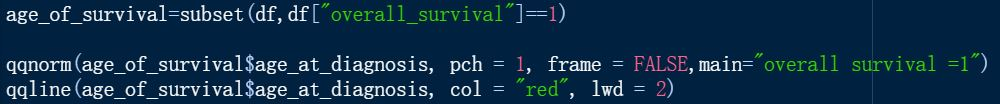 age_of_survival=subset(df,df["overall_survival"]==1)
qqnorm(age_of_survival$age_at_diagnosis, pch = 1, frame = FALSE,main="overall survival =1")
qqline(age_of_survival$age_at_diagnosis, col = "red", lwd = 2)